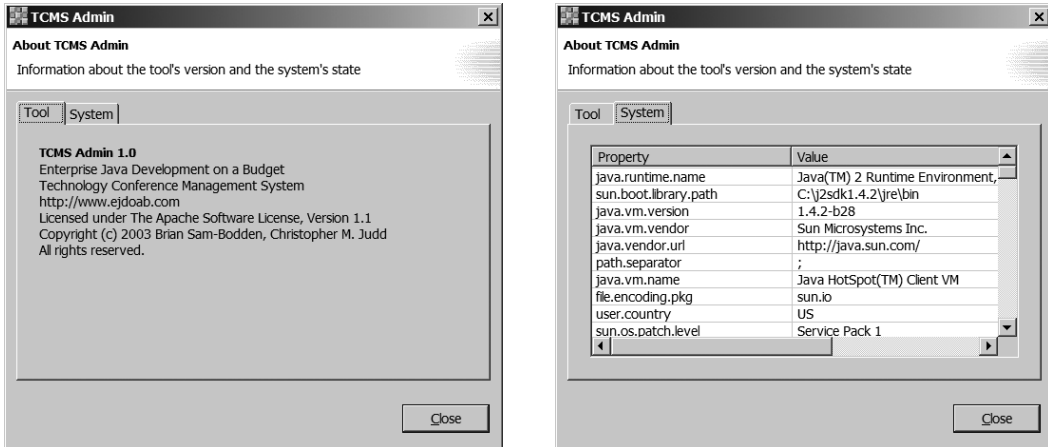 TCMS Admin
About TCMS Admin
Information about the tool's version and the system's state
Tool System
TCMS Admin 1.0
Enterprise Java Development on a Budget
Technology Conference Management System
http://www.ejdoab.com
Licensed under The Apache Software License, Version 1.1
Copyright (c) 2003 Brian Sam-Bodden, Christopher M. Judd
All rights reserved.
Close
TCMS Admin
About TCMS Admin
Information about the tool's version and the system's state
Tool System
Property Value
java.runtime.name Java(TM) 2 Runtime Environment,
sun.boot.library.path C:\j2sdk1.4.2\jre\bin
java.vm.version 1.4.2-b28
java.vm.vendor Sun Microsystems Inc.
java.vendor.url http://java.sun.com/
path.separator ;
java.vm.name Java HotSpot(TM) Client VM
file.encoding.pkg sun.io
user.country US
sun.os.patch.level Service Pack 1
Close